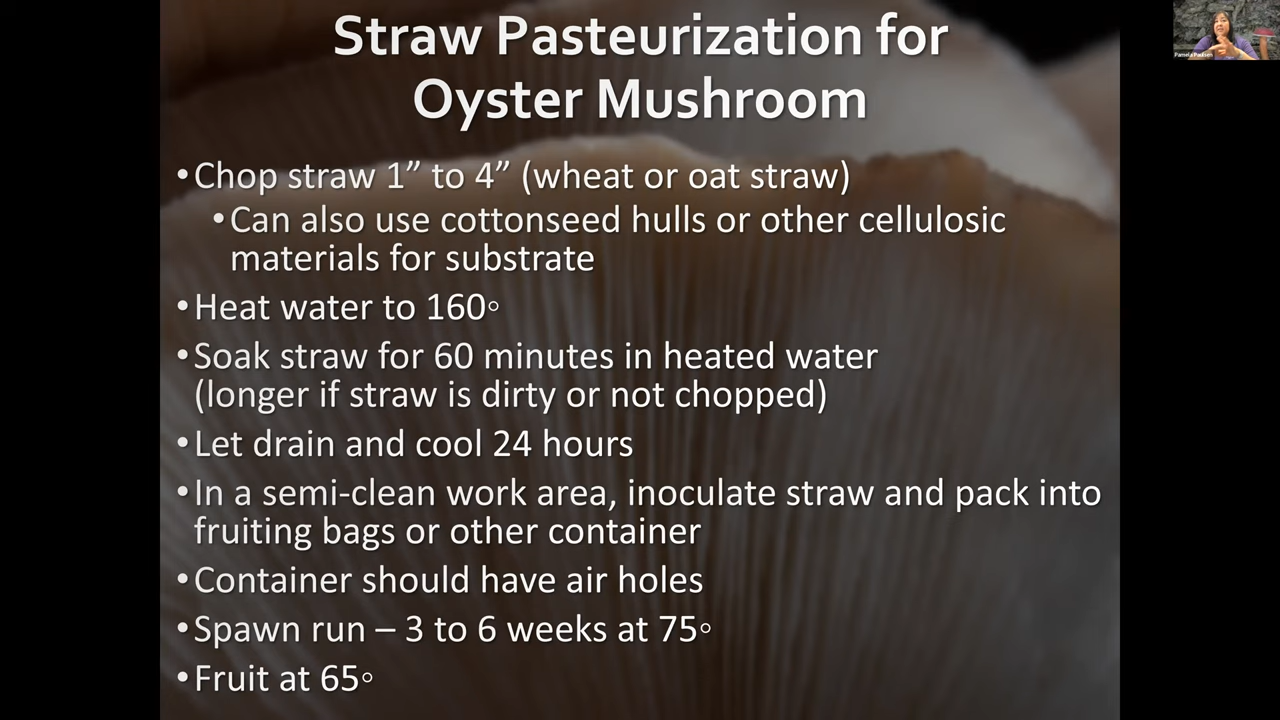 Straw Pasteurization for
Oyster Mushroom
•Chop straw 1” to 4” (wheat or oat straw)
•Can also use cottonseed hulls or other cellulosic
materials for substrate
•Heat water to 160◦
•Soak straw for 60 minutes in heated water
(longer if straw is dirty or not chopped)
•Let drain and cool 24 hours
•In a semi-clean work area, inoculate straw and pack into
fruiting bags or other container
•Container should have air holes
•Spawn run – 3 to 6 weeks at 75◦
•Fruit at 65◦
Pamela